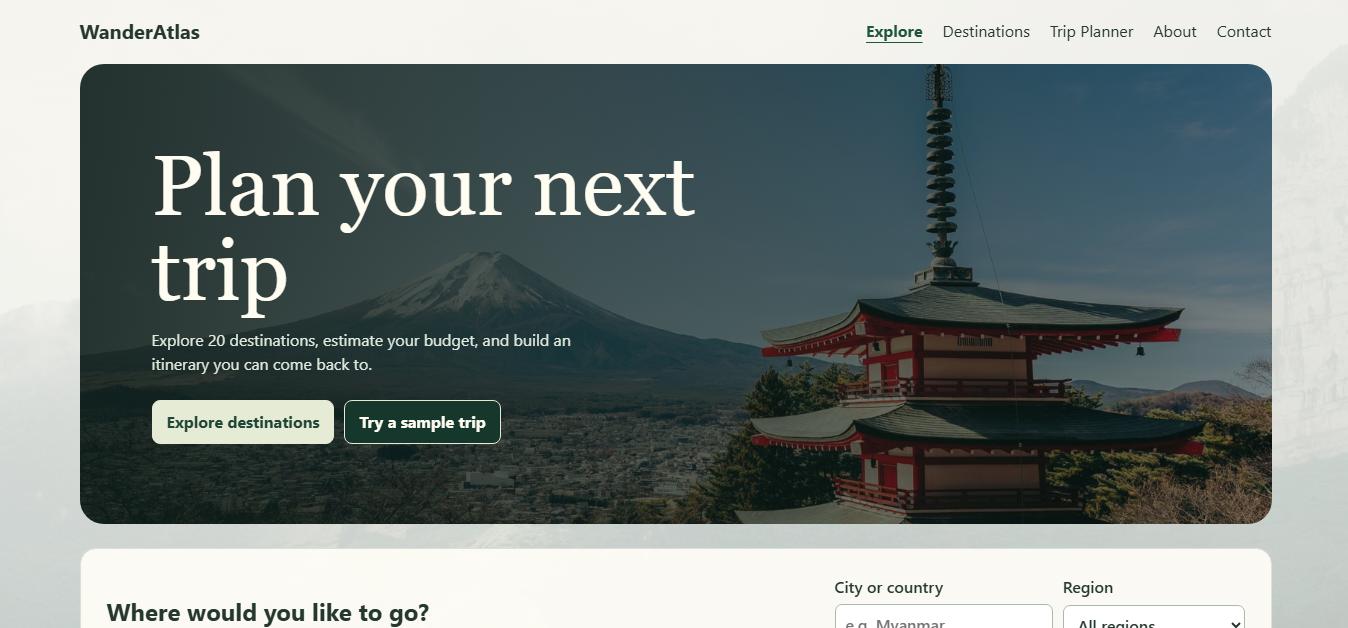 WanderAtlas
Explore Destinations Trip Planner About Contact
Plan your next
trip
Explore 20 destinations, estimate your budget, and build an
itinerary you can come back to.
Explore destinations Try a sample trip
City or country Region
Where would you like to go?
e.g. Myanmar All regions